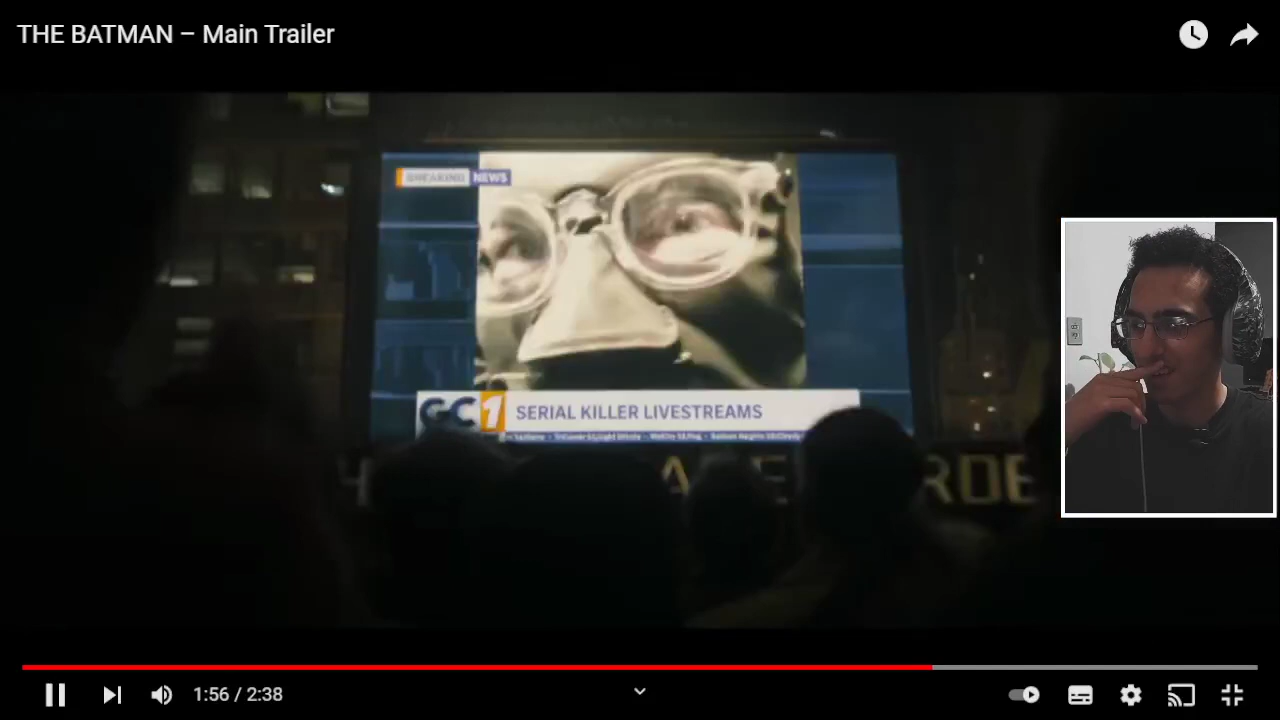 THE BATMAN – Main Trailer
BREAKING NEWS
GC1 SERIAL KILLER LIVESTREAMS
1:56 / 2:38